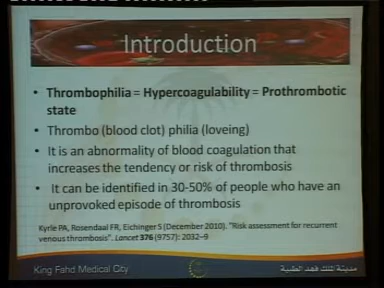 Introduction
• Thrombophilia = Hypercoagulability = Prothrombotic
state
• Thrombo (blood clot) philia (loveing)
• It is an abnormality of blood coagulation that
increases the tendency or risk of thrombosis
• It can be identified in 30-50% of people who have an
unprovoked episode of thrombosis
Kyrle PA, Rosendaal FR, Eichinger S (December 2010). "Risk assessment for recurrent
venous thrombosis". Lancet 376 (9757): 2032–9
King Fahd Medical City
مدينة الملك فهد الطبية